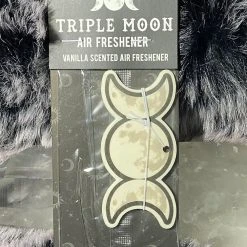 TRIPLE MOON
AIR FRESHENER
VANILLA SCENTED AIR FRESHENER